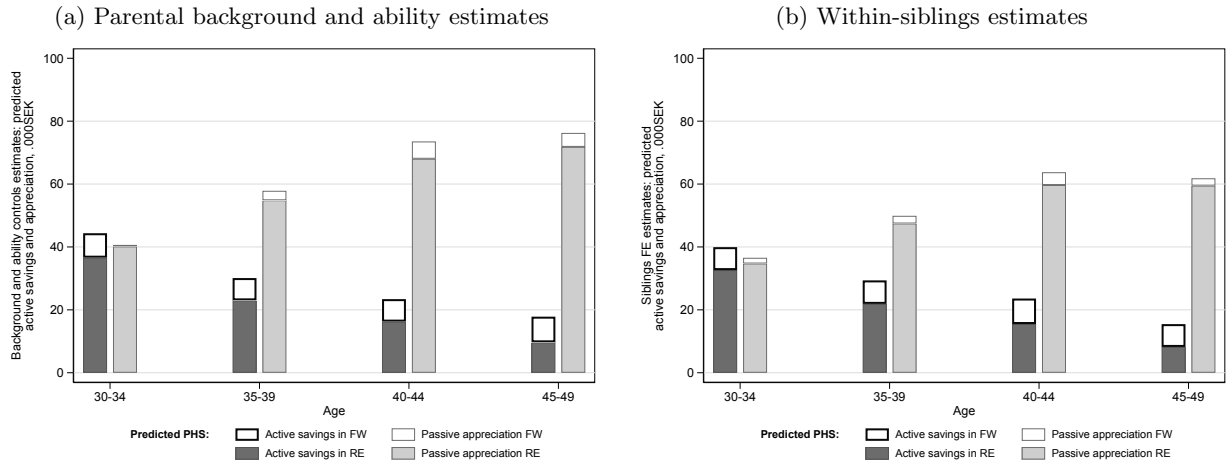 (a) Parental background and ability estimates
Background and ability controls estimates: predicted
active savings and appreciation, .000SEK
100
80
60
40
20
0
30-34 35-39 40-44 45-49
Age
Predicted PHS: Active savings in FW Passive appreciation FW
Active savings in RE Passive appreciation RE
(b) Within-siblings estimates
Siblings FE estimates: predicted
active savings and appreciation, .000SEK
100
80
60
40
20
0
30-34 35-39 40-44 45-49
Age
Predicted PHS: Active savings in FW Passive appreciation FW
Active savings in RE Passive appreciation RE